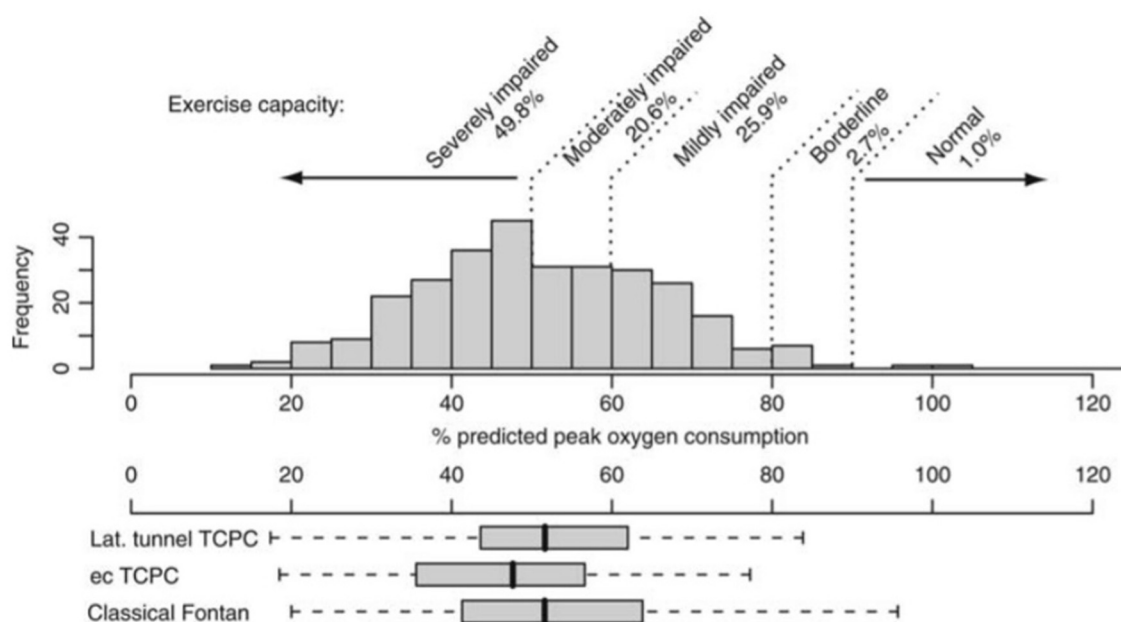 Exercise capacity:
Severely impaired
49.8%
Moderately impaired
20.6%
Mildly impaired
25.9%
Borderline
2.7%
Normal
1.0%
Frequency
40
20
0
0 20 40 60 80 100 120
% predicted peak oxygen consumption
0 20 40 60 80 100 120
Lat. tunnel TCPC
ec TCPC
Classical Fontan